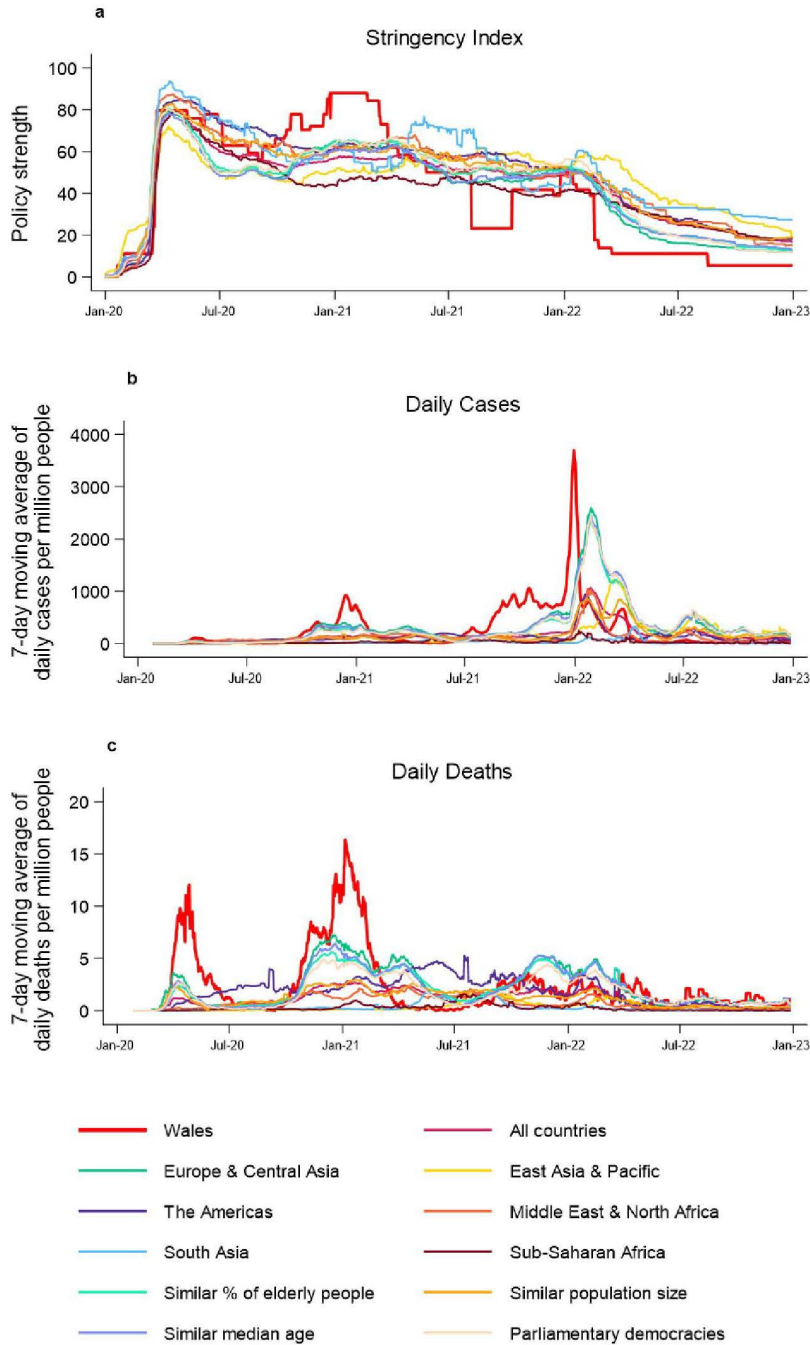 a
Stringency Index
Policy strength
100
80
60
40
20
0
Jan-20 Jul-20 Jan-21 Jul-21 Jan-22 Jul-22 Jan-23
b
Daily Cases
7-day moving average of
daily cases per million people
4000
3000
2000
1000
0
Jan-20 Jul-20 Jan-21 Jul-21 Jan-22 Jul-22 Jan-23
c
Daily Deaths
7-day moving average of
daily deaths per million people
20
15
10
5
0
Jan-20 Jul-20 Jan-21 Jul-21 Jan-22 Jul-22 Jan-23
Wales All countries
Europe & Central Asia East Asia & Pacific
The Americas Middle East & North Africa
South Asia Sub-Saharan Africa
Similar % of elderly people Similar population size
Similar median age Parliamentary democracies